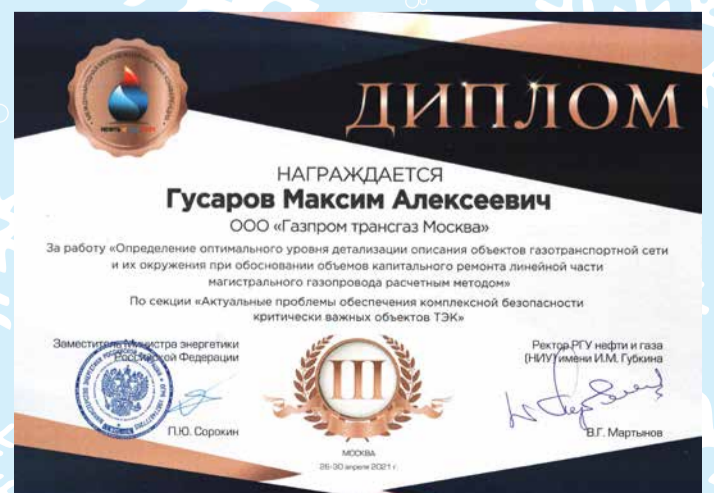 ДИПЛОМ
НАГРАЖДАЕТСЯ
Гусаров Максим Алексеевич
ООО «Газпром трансгаз Москва»
За работу «Определение оптимального уровня детализации описания объектов газотранспортной сети
и их окружения при обосновании объемов капитального ремонта линейной части
магистрального газопровода расчетным методом»
По секции «Актуальные проблемы обеспечения комплексной безопасности
критически важных объектов ТЭК»
Заместитель Министра энергетики
Российской Федерации
П.Ю. Сорокин
III
Ректор РГУ нефти и газа
(НИУ) имени И.М. Губкина
В.Г. Мартынов
МОСКВА
26-30 апреля 2021 г.